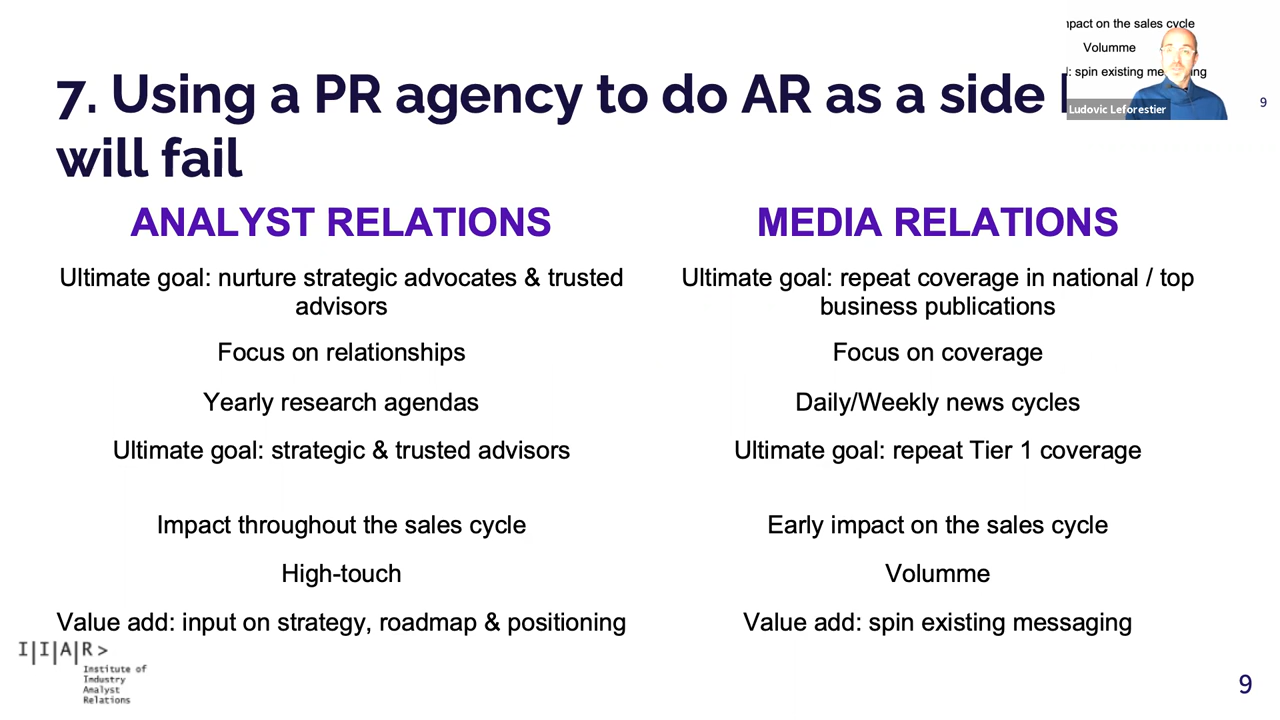 7. Using a PR agency to do AR as a side
will fail
mpact on the sales cycle
Volumme
: spin existing me ng
Ludovic Leforestier
9
ANALYST RELATIONS
Ultimate goal: nurture strategic advocates & trusted
advisors
Focus on relationships
Yearly research agendas
Ultimate goal: strategic & trusted advisors
Impact throughout the sales cycle
High-touch
Value add: input on strategy, roadmap & positioning
MEDIA RELATIONS
Ultimate goal: repeat coverage in national / top
business publications
Focus on coverage
Daily/Weekly news cycles
Ultimate goal: repeat Tier 1 coverage
Early impact on the sales cycle
Volumme
Value add: spin existing messaging
I|I|A|R >
Institute of
Industry
Analyst
Relations
9